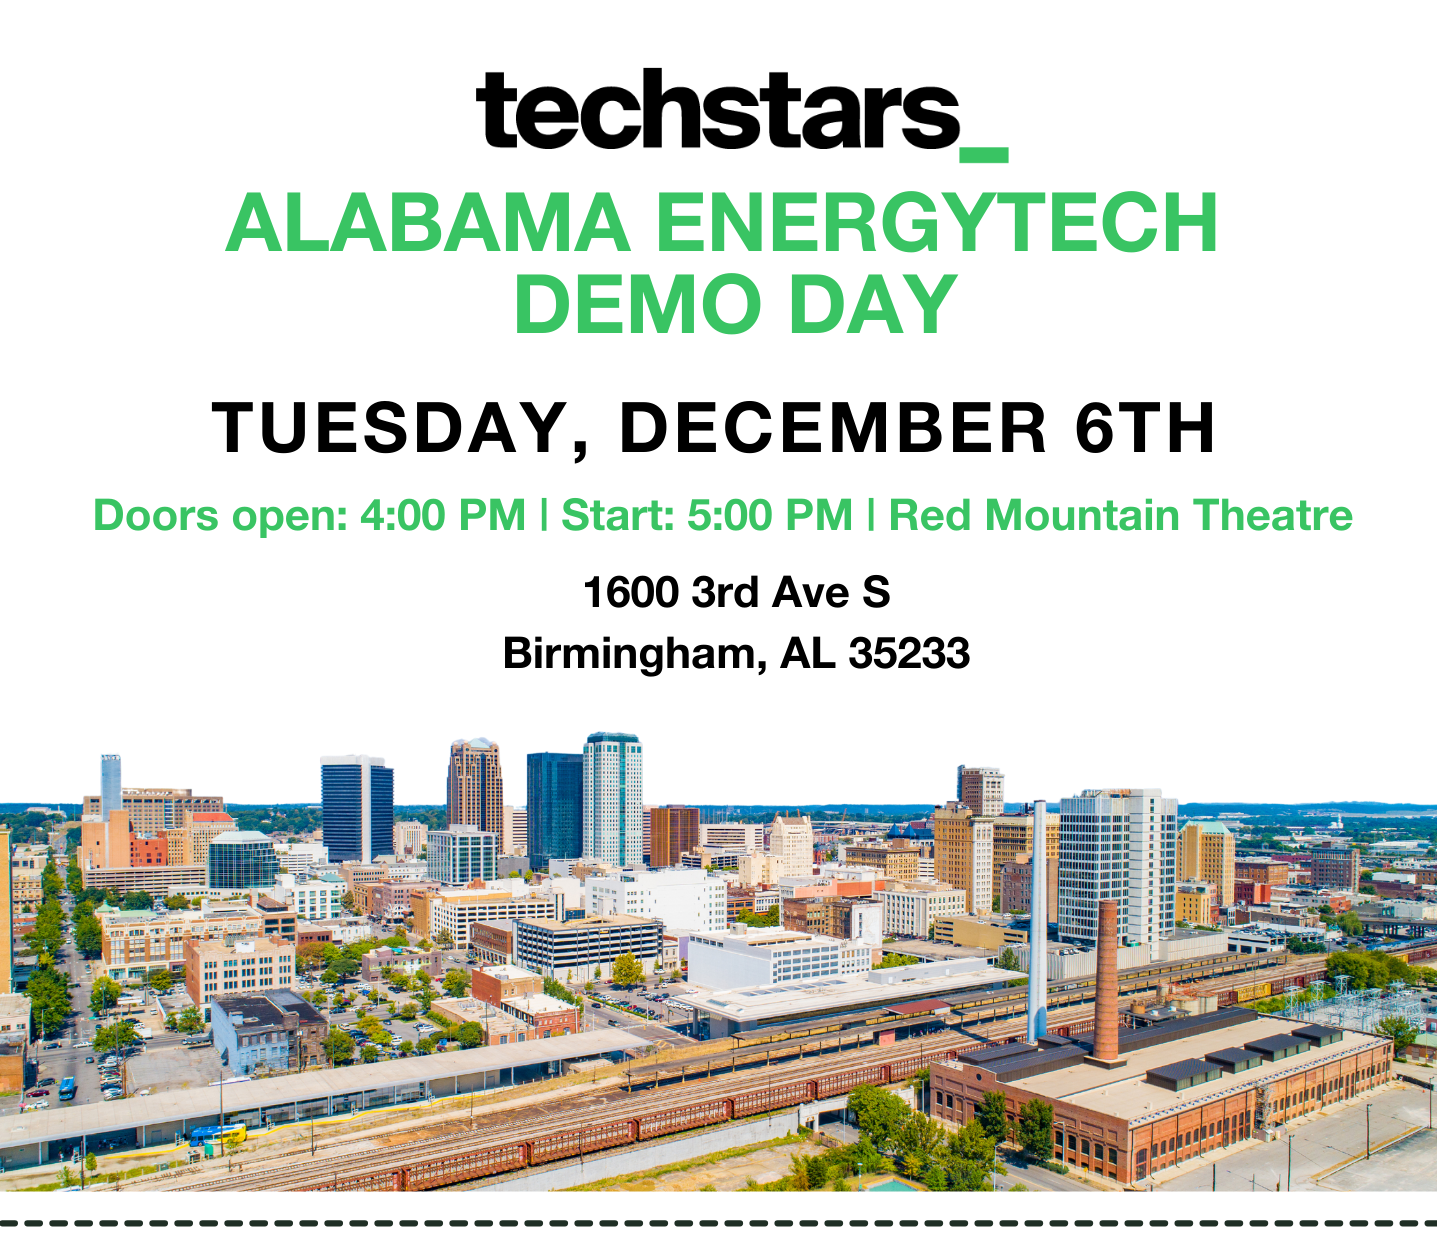 techstars_
ALABAMA ENERGYTECH
DEMO DAY
TUESDAY, DECEMBER 6TH
Doors open: 4:00 PM | Start: 5:00 PM | Red Mountain Theatre
1600 3rd Ave S
Birmingham, AL 35233